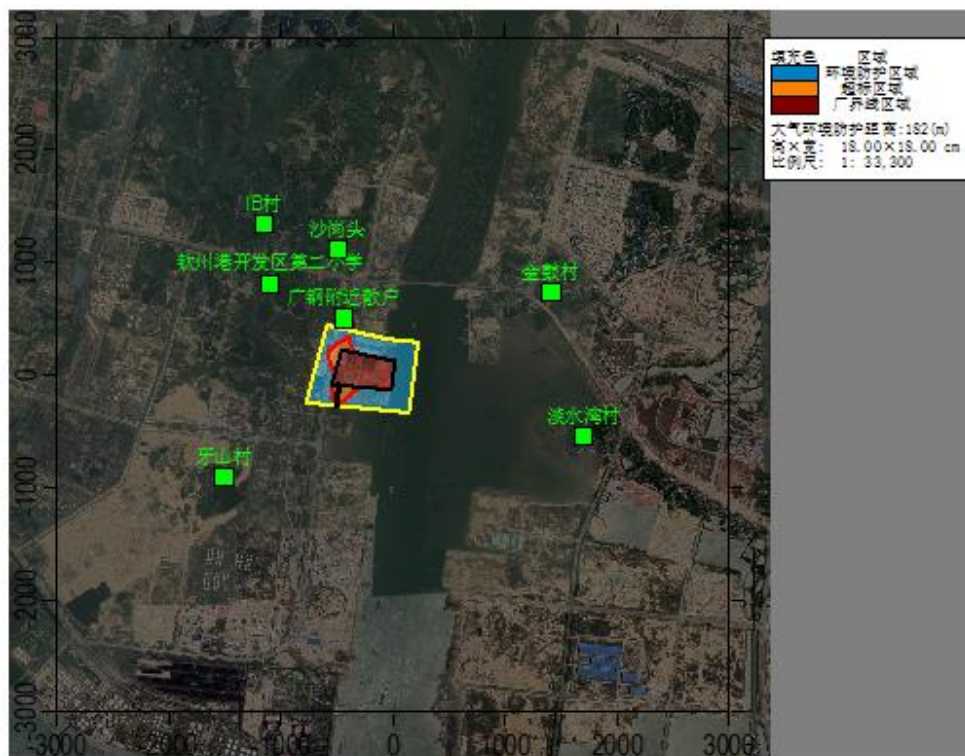 3000
填充色 区域
环境防护区域
超标区域
厂界线区域
大气环境防护距离:182(m)
高×宽: 18.00×18.00 cm
比例尺: 1: 33,300
2000
旧村
沙岗头
1000
钦州港开发区第二小学
金鼓村
广钢附近散户
0
淡水湾村
牙山村
-1000
-2000
-3000
-3000 -2000 -1000 0 1000 2000 3000